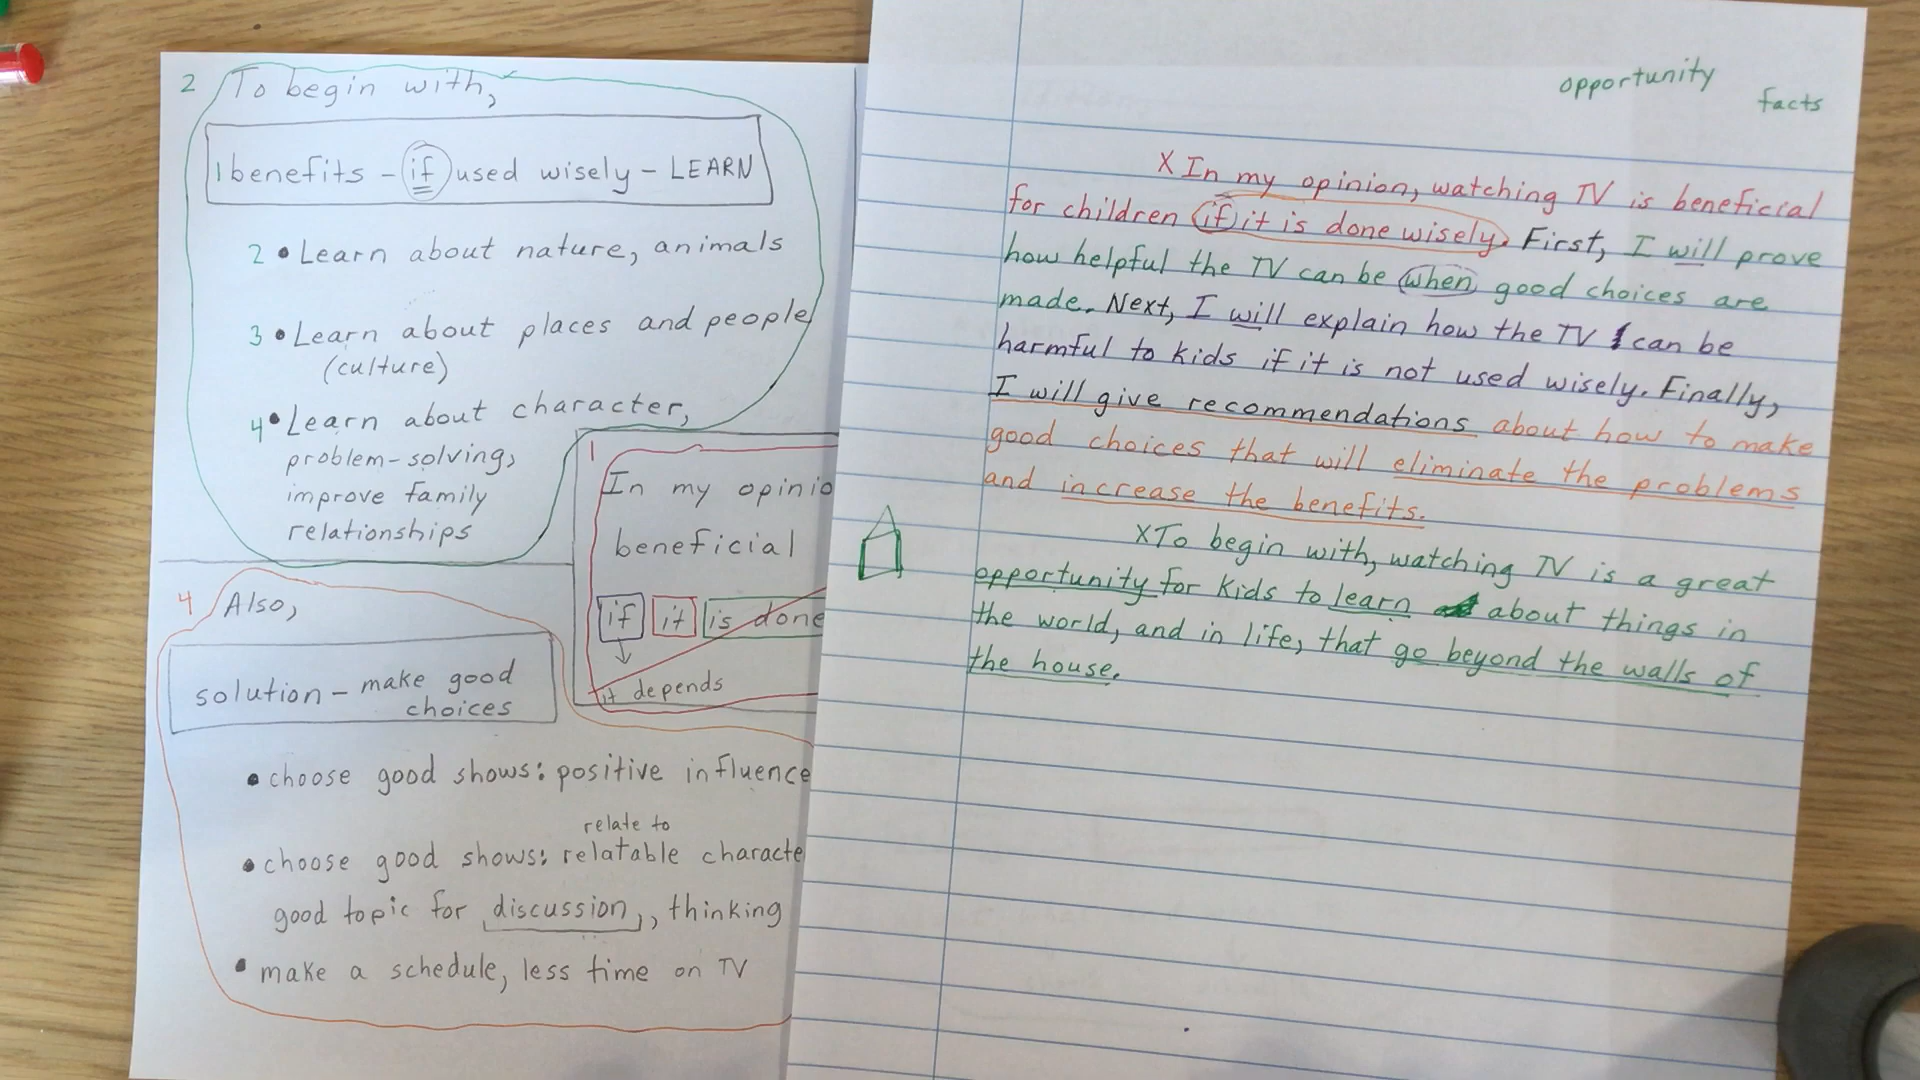 2 To begin with,
1 benefits - if used wisely - LEARN
2 • Learn about nature, animals
3 • Learn about places and people
(culture)
4 • Learn about character,
problem-solving,
improve family
relationships
1
In my opinio
beneficial
if it is done
it depends
4 Also,
solution - make good
choices
• choose good shows: positive influence
relate to
• choose good shows: relatable characte
good topic for discussion, , thinking
• make a schedule, less time on TV
opportunity
facts
X In my opinion, watching TV is beneficial
for children if it is done wisely. First, I will prove
how helpful the TV can be when good choices are
made. Next, I will explain how the TV can be
harmful to kids if it is not used wisely. Finally,
I will give recommendations about how to make
good choices that will eliminate the problems
and increase the benefits.
X To begin with, watching TV is a great
opportunity for kids to learn about things in
the world, and in life, that go beyond the walls of
the house.